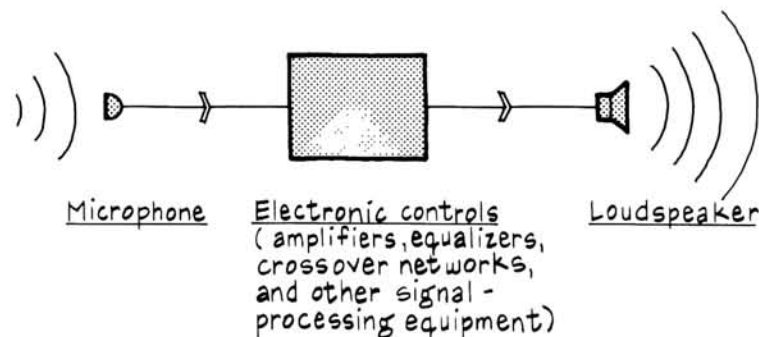 Microphone
Electronic controls
(amplifiers, equalizers,
crossover networks,
and other signal-
processing equipment)
Loudspeaker